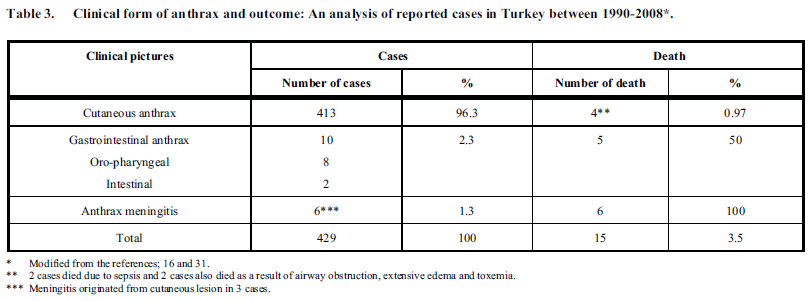 Table 3. Clinical form of anthrax and outcome: An analysis of reported cases in Turkey between 1990-2008*.
Clinical pictures Cases Death
Number of cases % Number of death %
Cutaneous anthrax 413 96.3 4** 0.97
Gastrointestinal anthrax 10 2.3 5 50
Oro-pharyngeal 8
Intestinal 2
Anthrax meningitis 6*** 1.3 6 100
Total 429 100 15 3.5
* Modified from the references; 16 and 31.
** 2 cases died due to sepsis and 2 cases also died as a result of airway obstruction, extensive edema and toxemia.
*** Meningitis originated from cutaneous lesion in 3 cases.